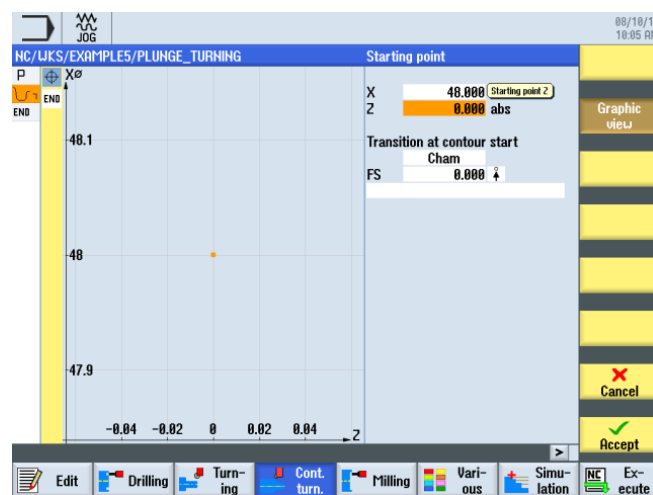 08/10/1
JOG
10:05 A
NC/WKS/EXAMPLE5/PLUNGE_TURNING
Starting point
P
XØ
END
END
X 48.000 Starting point Z
Z 0.000 abs
Graphic
view
48.1
Transition at contour start
Cham
FS 0.000
48
47.9
Cancel
-0.04 -0.02 0 0.02 0.04 Z
Accept
>
Edit
Drilling
Turn-
ing
Cont.
turn.
Milling
Vari-
ous
Simu-
lation
NC
Ex-
ecute